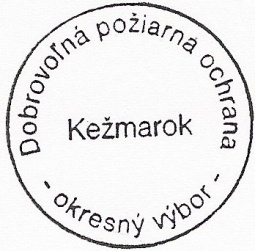 Dobrovoľná požiarna ochrana
Kežmarok
- okresný výbor -